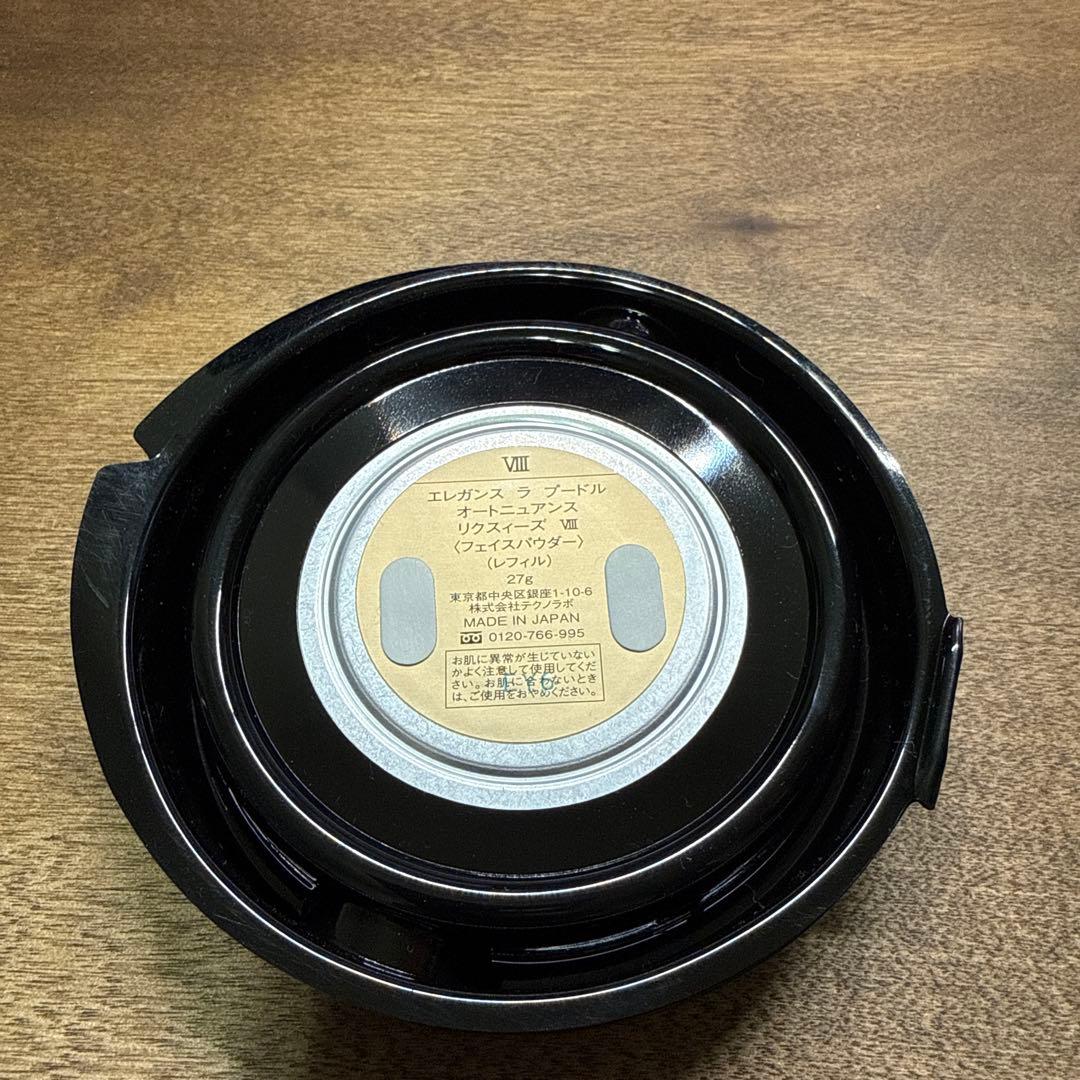 Ⅷ
エレガンス ラ プードル
オートニュアンス
リクスィーズ Ⅷ
〈フェイスパウダー〉
(レフィル)
27g
東京都中央区銀座1-10-6
株式会社テクノラボ
MADE IN JAPAN
0120-766-995
お肌に異常が生じていない
かよく注意して使用してくだ
さい。お肌に合わないとき
は、ご使用をおやめください。